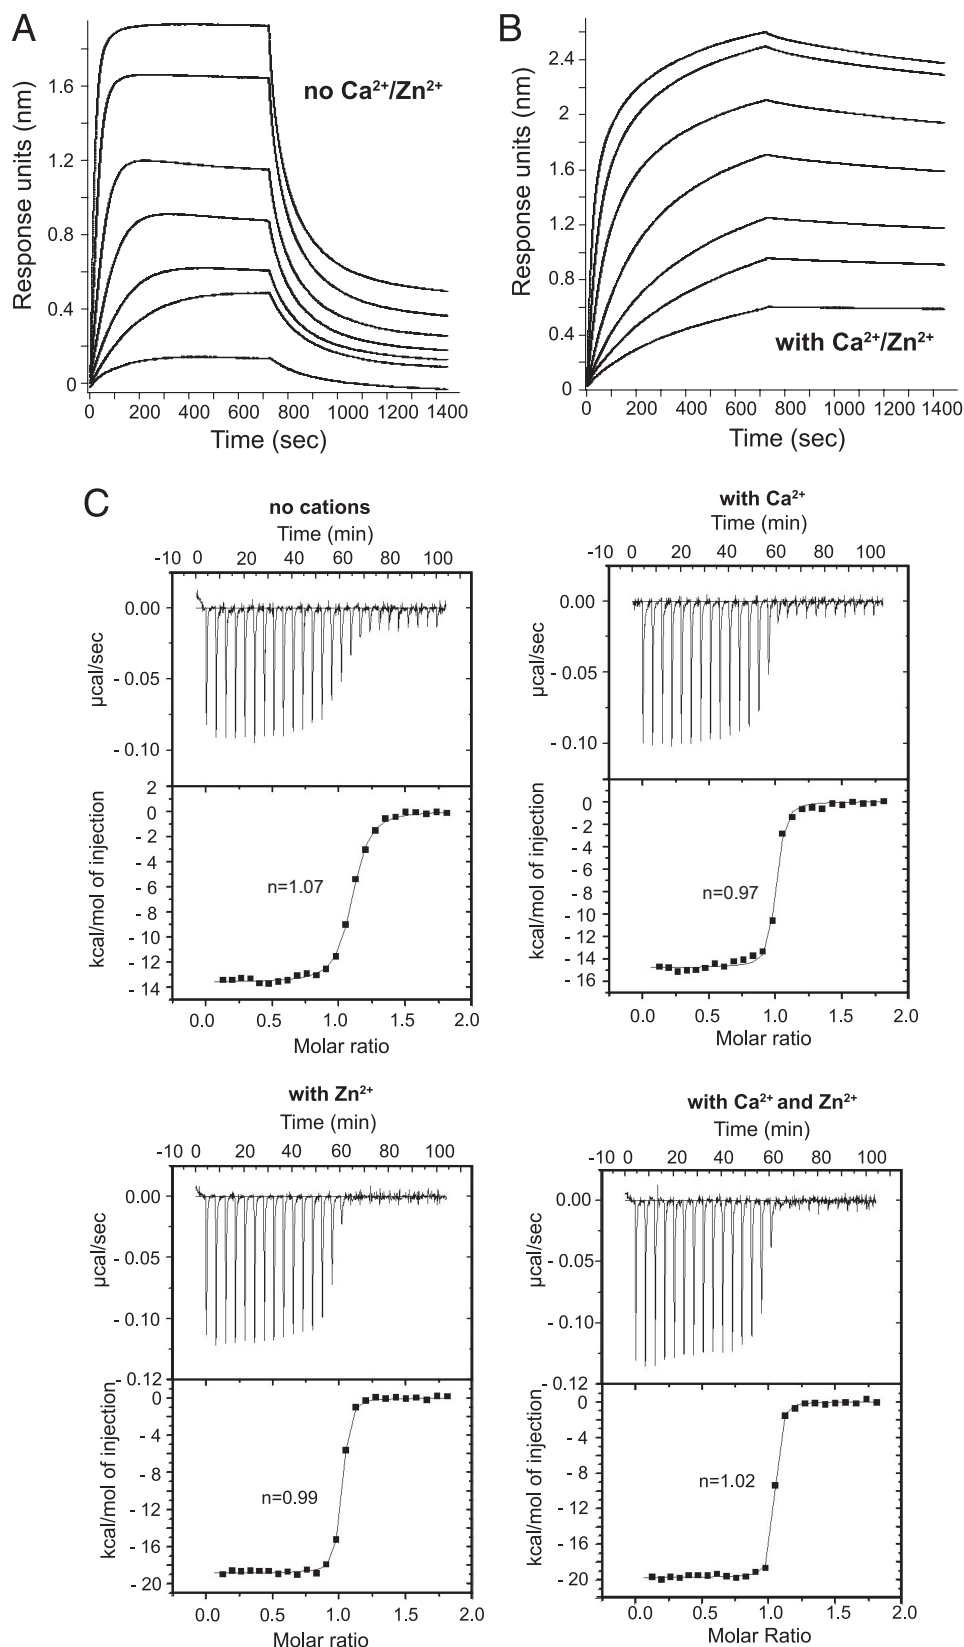 A
no Ca²⁺/Zn²⁺
Response units (nm)
1.6
1.2
0.8
0.4
0
0 200 400 600 800 1000 1200 1400
Time (sec)
B
with Ca²⁺/Zn²⁺
Response units (nm)
2.4
2
1.6
1.2
0.8
0.4
0
0 200 400 600 800 1000 1200 1400
Time (sec)
C
no cations
Time (min)
-10 0 20 40 60 80 100
0.00
- 0.05
- 0.10
µcal/sec
2
0
- 2
- 4
- 6
- 8
- 10
- 12
- 14
kcal/mol of injection
n=1.07
0.0 0.5 1.0 1.5 2.0
Molar ratio
with Ca²⁺
Time (min)
-10 0 20 40 60 80 100
0.00
- 0.05
- 0.10
µcal/sec
0
- 2
- 4
- 6
- 8
- 10
- 12
- 14
- 16
kcal/mol of injection
n=0.97
0.0 0.5 1.0 1.5 2.0
Molar ratio
with Zn²⁺
Time (min)
-10 0 20 40 60 80 100
0.00
- 0.05
- 0.10
µcal/sec
- 0.12
0
- 4
- 8
- 12
- 16
- 20
kcal/mol of injection
n=0.99
0.0 0.5 1.0 1.5 2.0
Molar ratio
with Ca²⁺ and Zn²⁺
Time (min)
-10 0 20 40 60 80 100
0.00
- 0.05
- 0.10
µcal/sec
- 0.12
0
- 4
- 8
- 12
- 16
- 20
kcal/mol of injection
n=1.02
0.0 0.5 1.0 1.5 2.0
Molar Ratio